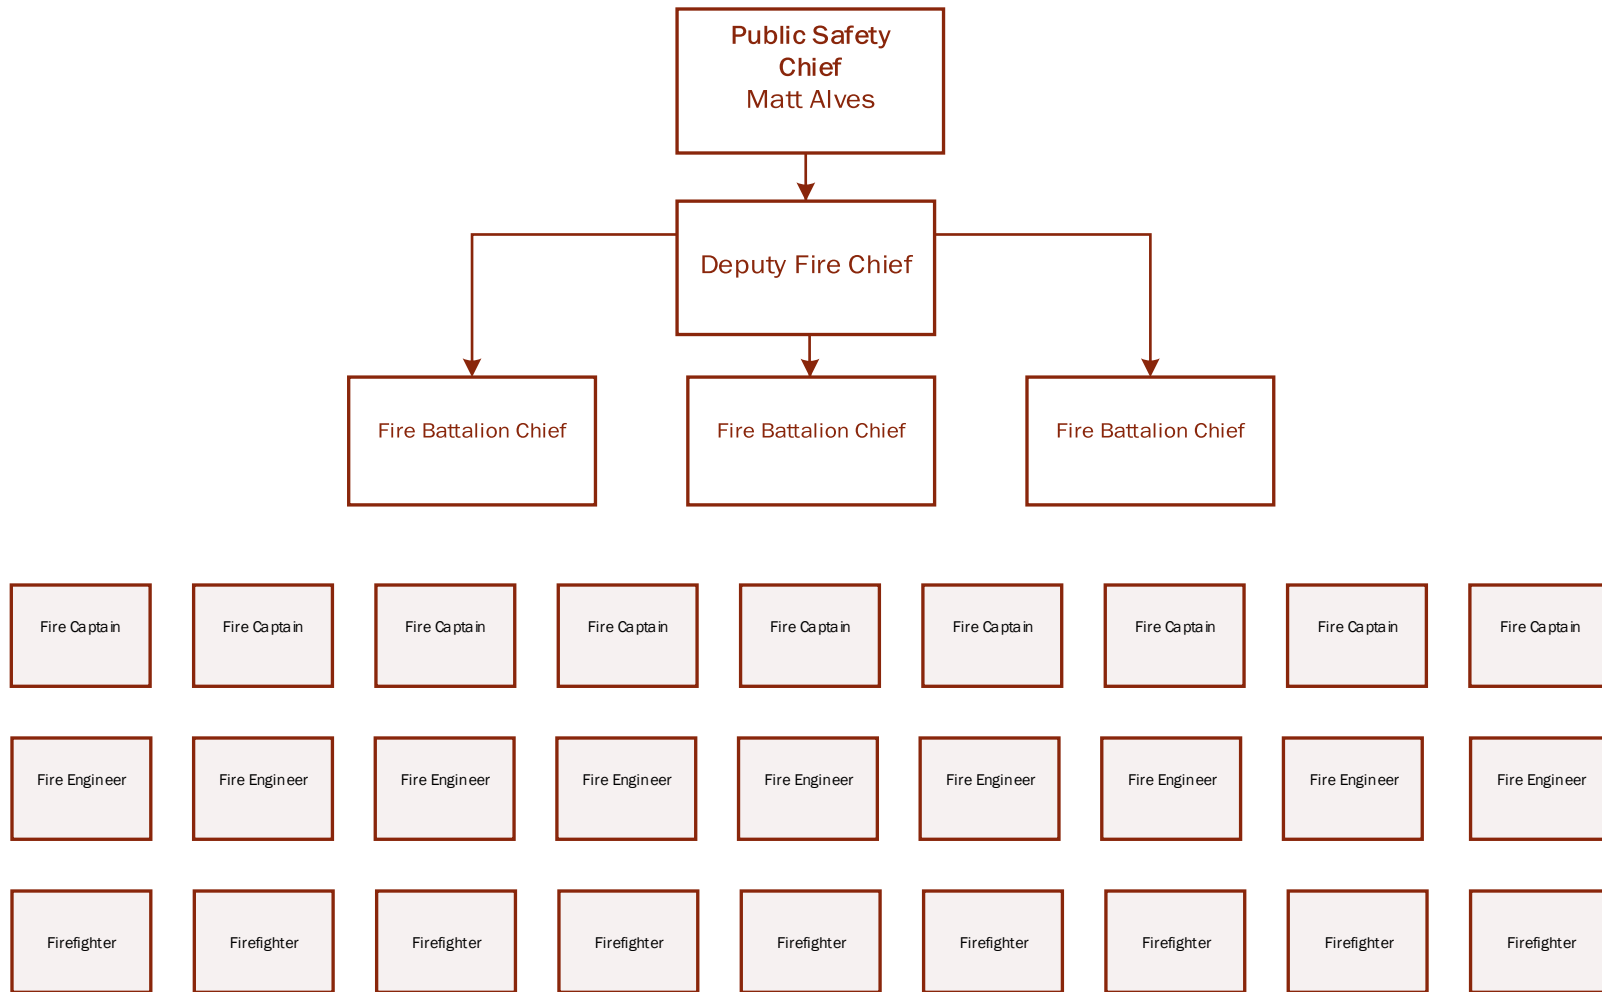 Public Safety
Chief
Matt Alves
Deputy Fire Chief
Fire Battalion Chief
Fire Battalion Chief
Fire Battalion Chief
Fire Captain
Fire Captain
Fire Captain
Fire Captain
Fire Captain
Fire Captain
Fire Captain
Fire Captain
Fire Captain
Fire Engineer
Fire Engineer
Fire Engineer
Fire Engineer
Fire Engineer
Fire Engineer
Fire Engineer
Fire Engineer
Fire Engineer
Firefighter
Firefighter
Firefighter
Firefighter
Firefighter
Firefighter
Firefighter
Firefighter
Firefighter